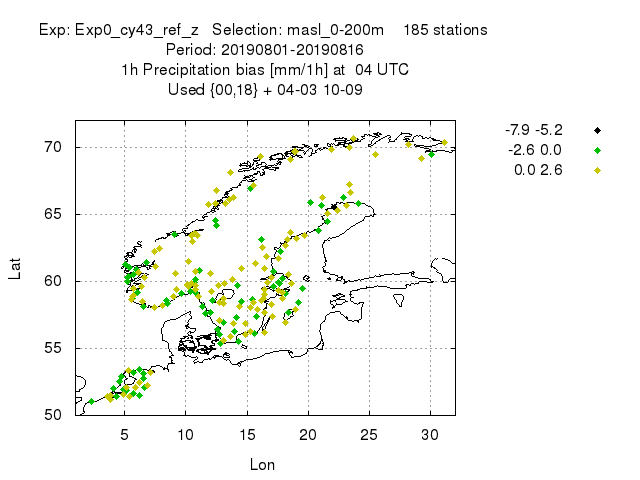 Exp: Exp0_cy43_ref_z   Selection: masl_0-200m    185 stations
Period: 20190801-20190816
1h Precipitation bias [mm/1h] at  04 UTC
Used {00,18} + 04-03 10-09
-7.9 -5.2
-2.6 0.0
0.0 2.6
70
65
60
55
50
Lat
5 10 15 20 25 30
Lon